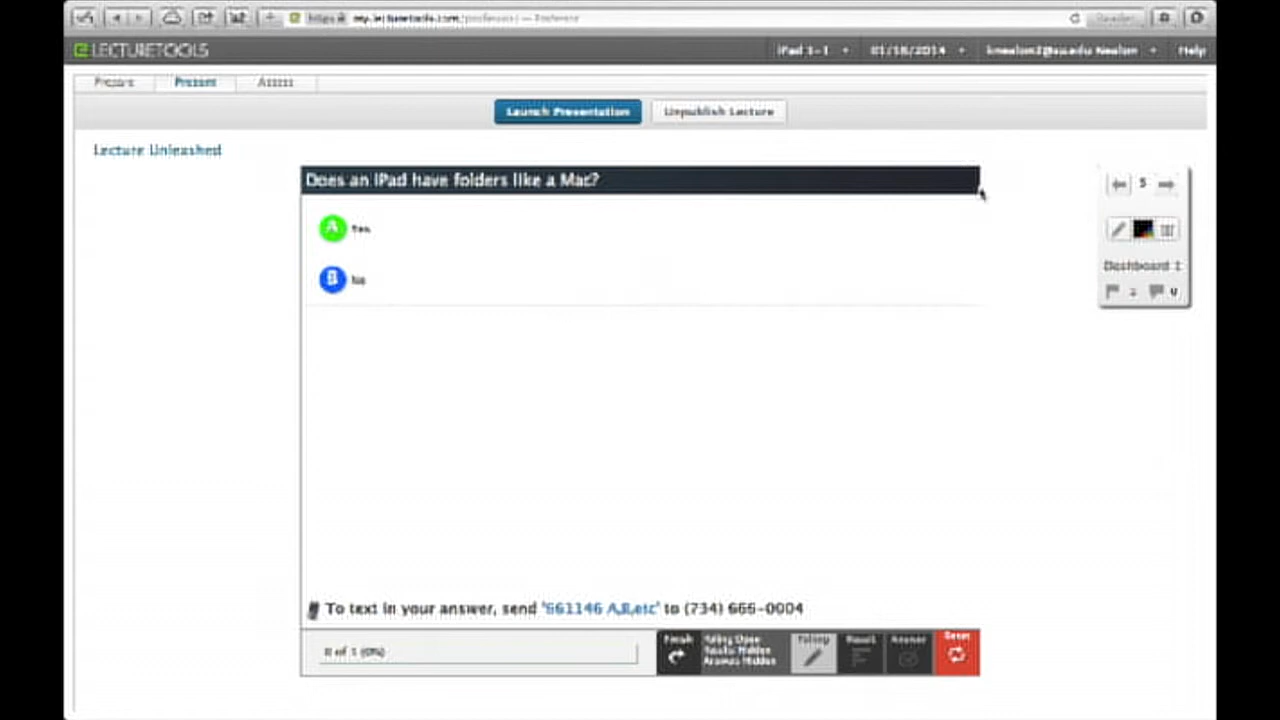 LECTURETOOLS
iPad 1-1
01/16/2014
Help
Prepare
Present
Assess
Launch Presentation
Unpublish Lecture
Lecture Unleashed
Does an iPad have folders like a Mac?
5
A Yes
B No
Dashboard
To text in your answer, send '661146 A,B,etc' to (734) 666-0004
0 of 1 (0%)
Finish
Polling Open
Results Hidden
Answers Hidden
Polling
Result
Answer
Reset